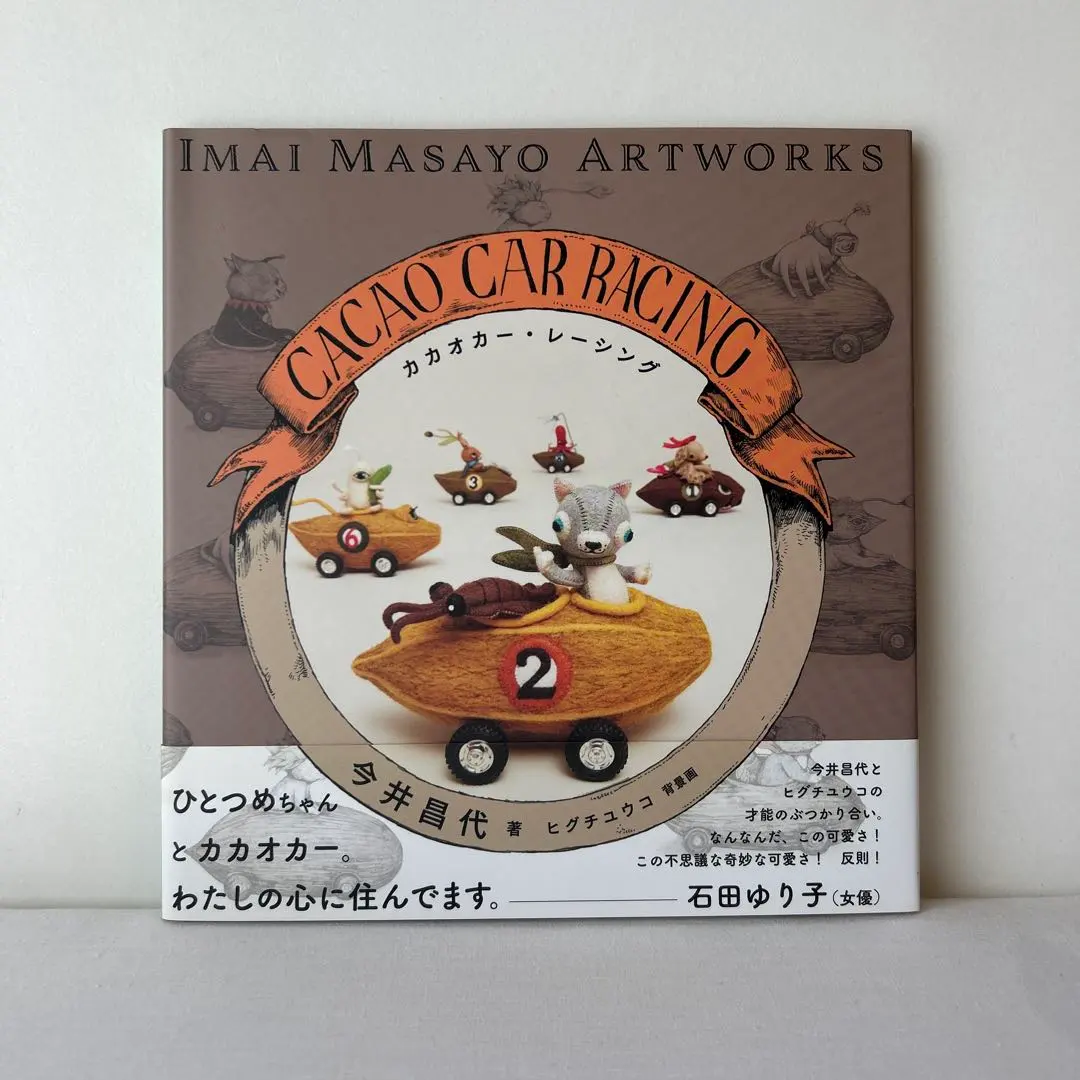 IMAI MASAYO ARTWORKS
CACAO CAR RACING
カカオカー・レーシング
3
1
6
2
今井昌代 著 ヒグチユウコ 背景画
ひとつめちゃん
とカカオカー。
わたしの心に住んでます。
今井昌代と
ヒグチユウコの
才能のぶつかり合い。
なんなんだ、この可愛さ!
この不思議な奇妙な可愛さ! 反則!
石田ゆり子(女優)